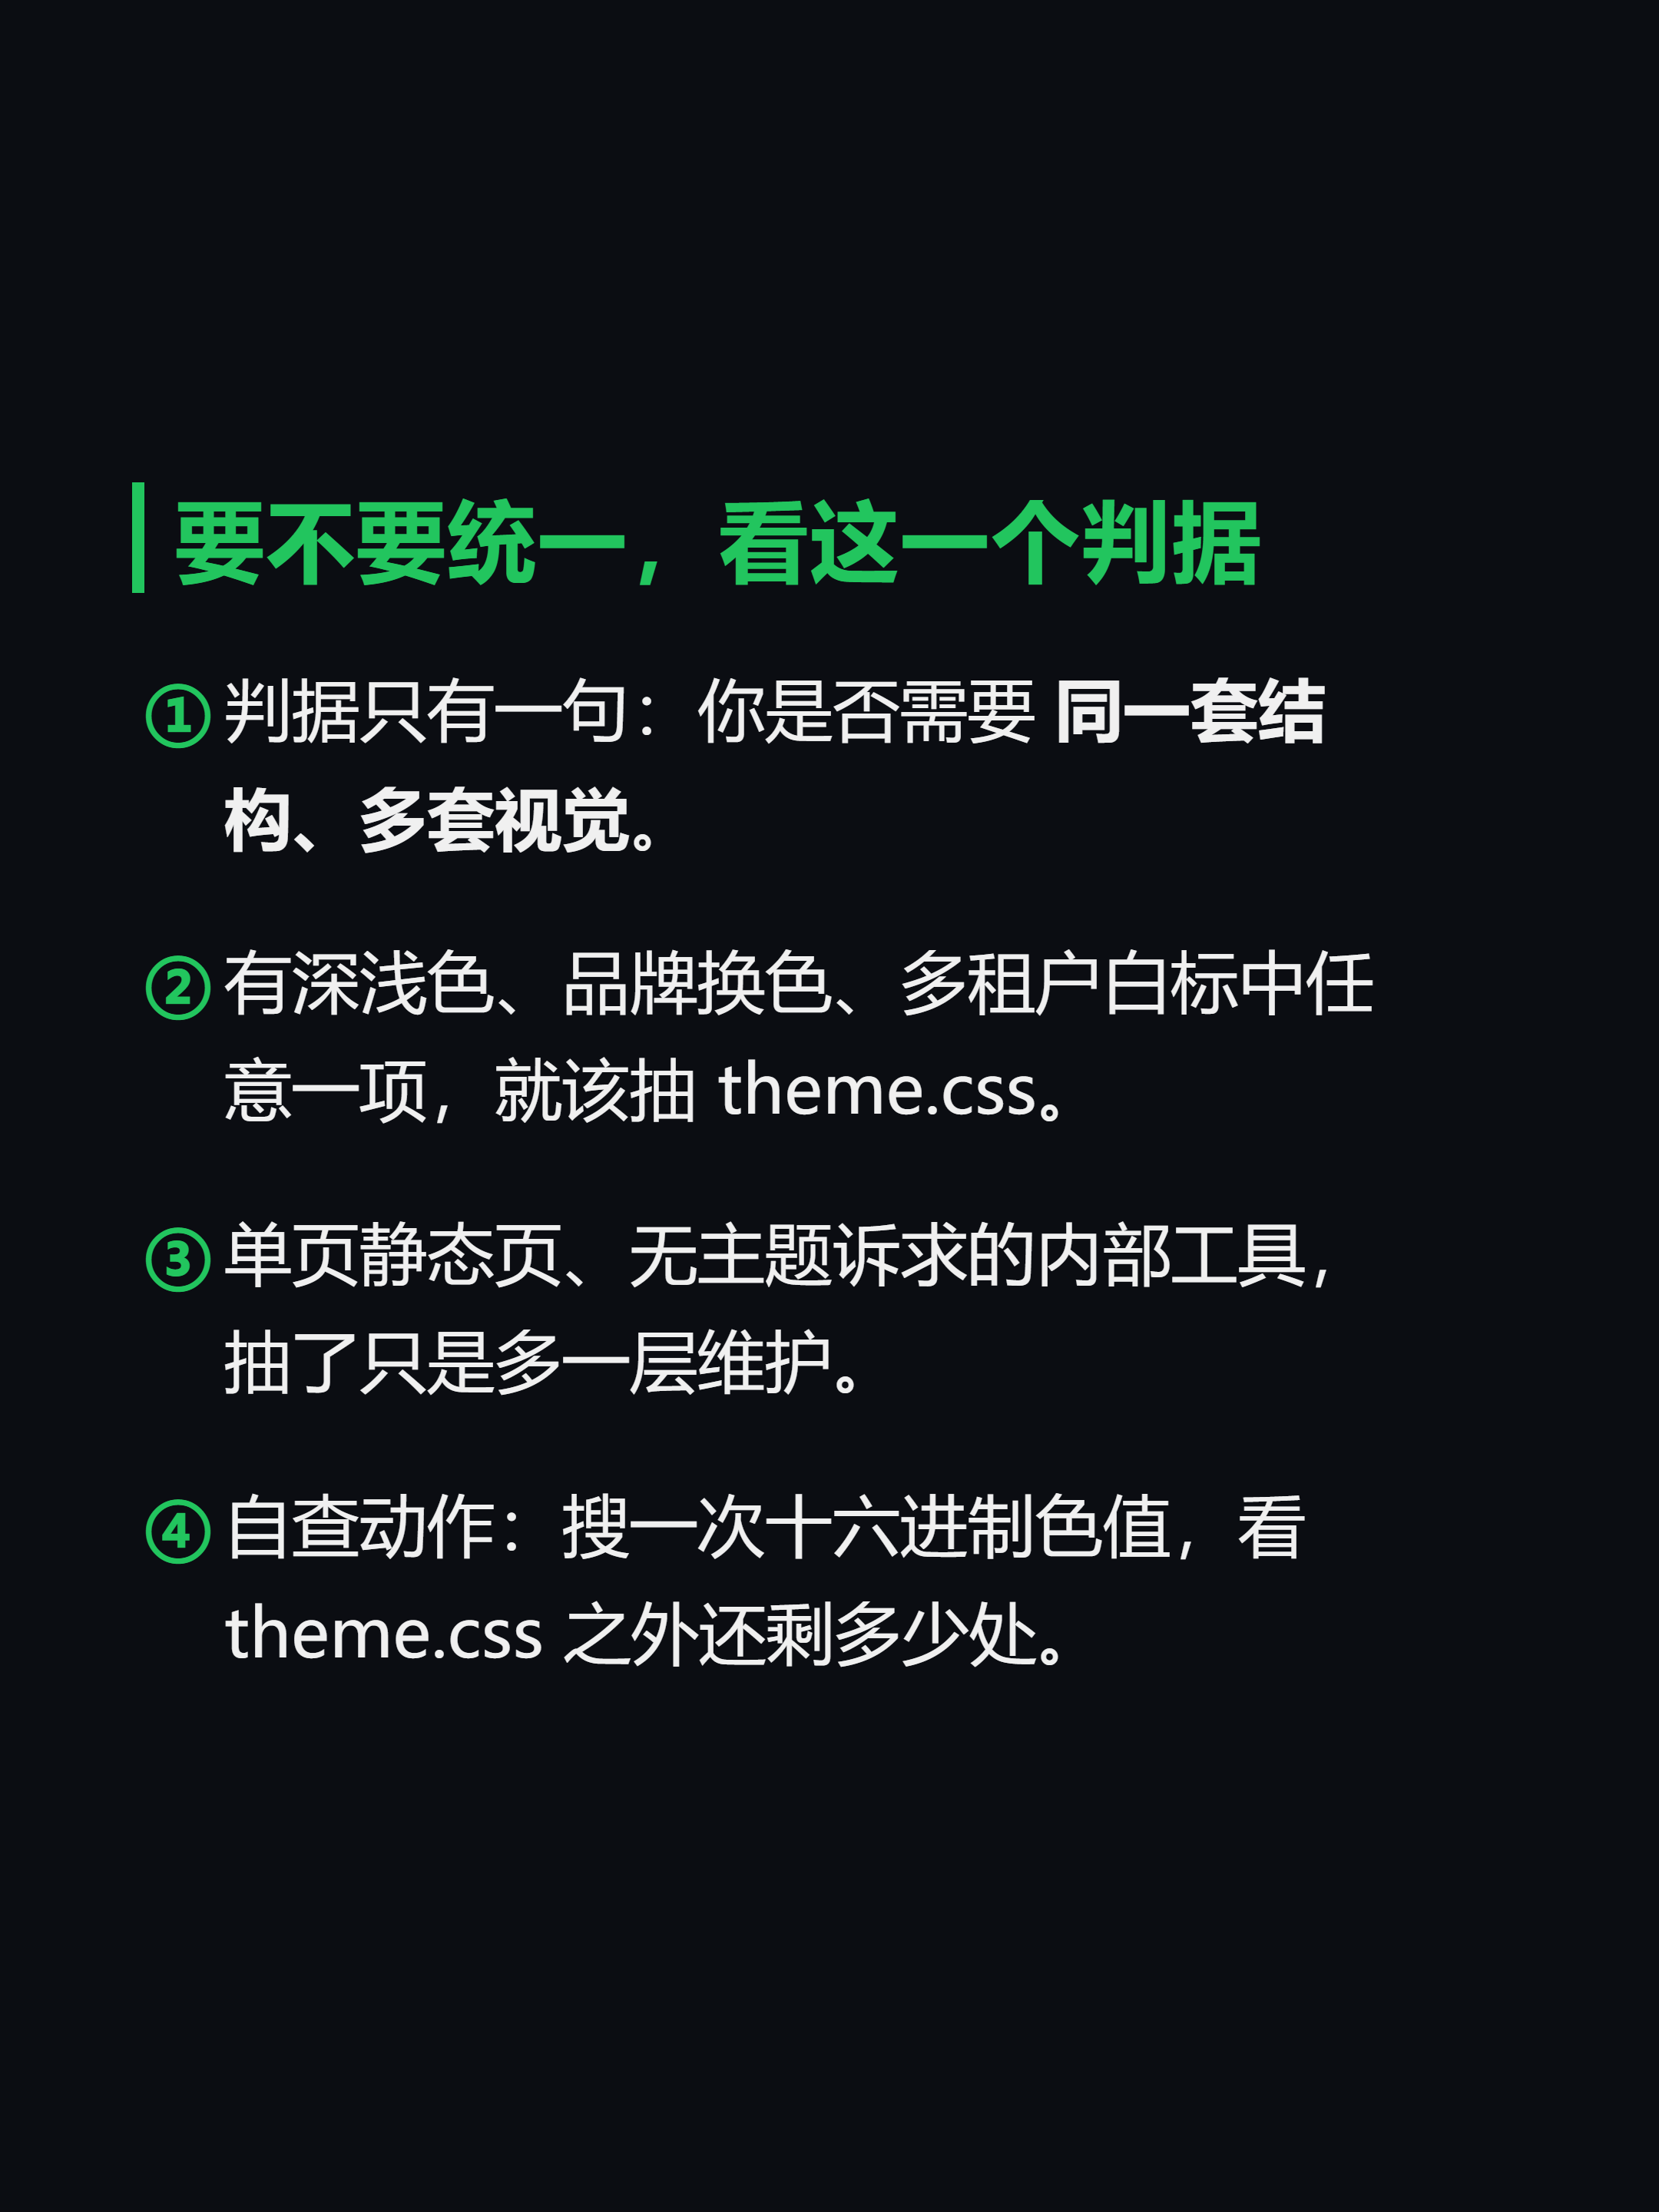 要不要统一，看这一个判据
① 判据只有一句：你是否需要 同一套结
构、多套视觉。
② 有深浅色、品牌换色、多租户白标中任
意一项，就该抽 theme.css。
③ 单页静态页、无主题诉求的内部工具，
抽了只是多一层维护。
④ 自查动作：搜一次十六进制色值，看
theme.css 之外还剩多少处。